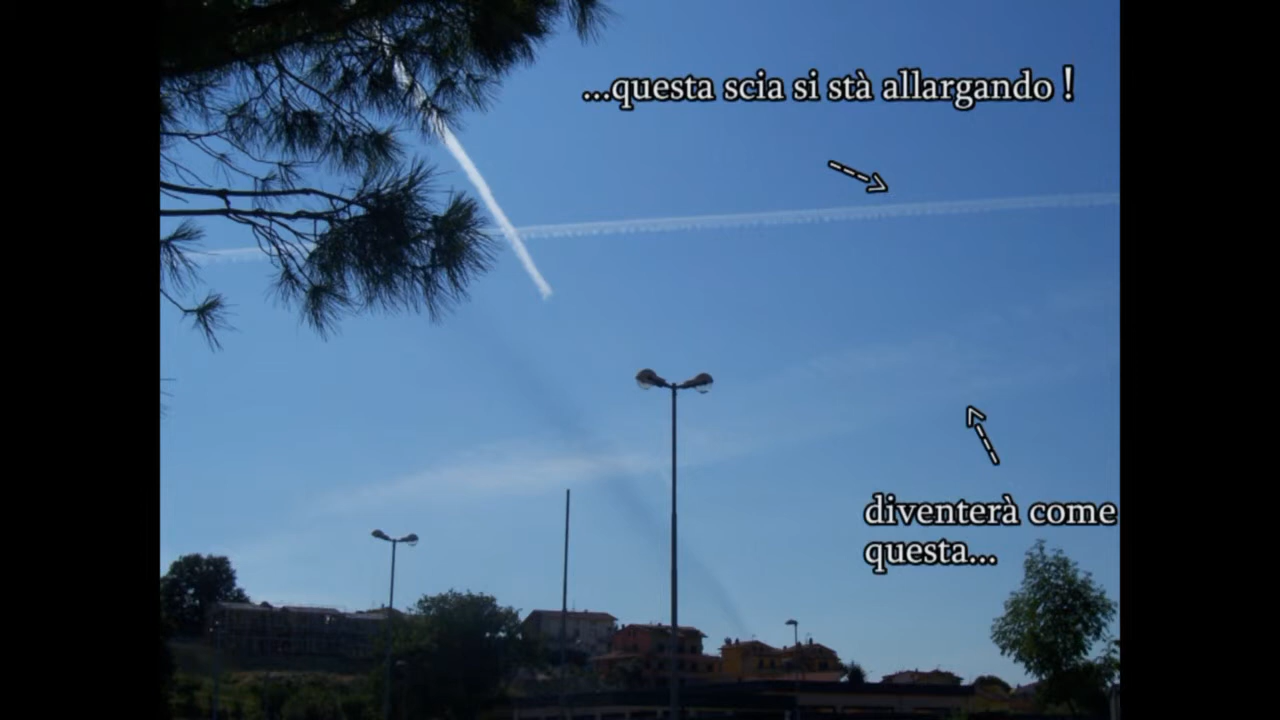 ...questa scia si stà allargando !
diventerà come
questa...